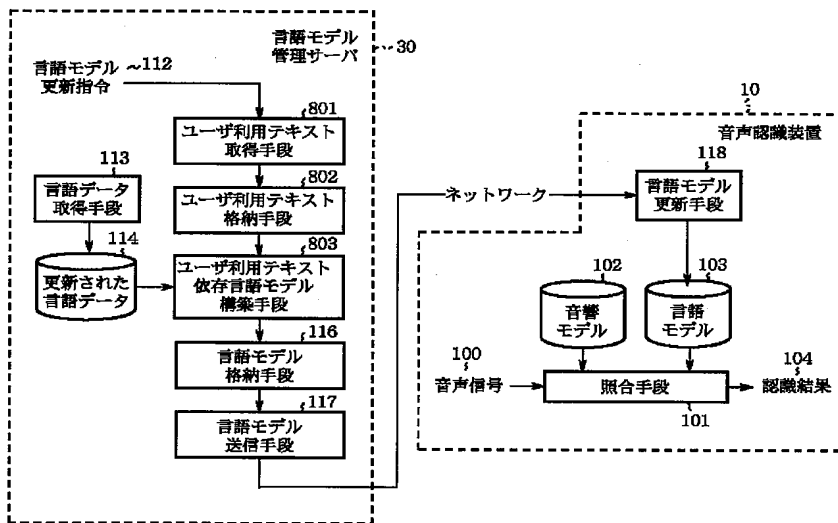 言語モデル
管理サーバ
30
言語モデル
更新指令
112
801
ユーザ利用テキスト
取得手段
113
言語データ
取得手段
802
ユーザ利用テキスト
格納手段
114
更新された
言語データ
803
ユーザ利用テキスト
依存言語モデル
構築手段
116
言語モデル
格納手段
117
言語モデル
送信手段
ネットワーク
10
音声認識装置
118
言語モデル
更新手段
102
音響
モデル
103
言語
モデル
100
音声信号
照合手段
101
104
認識結果